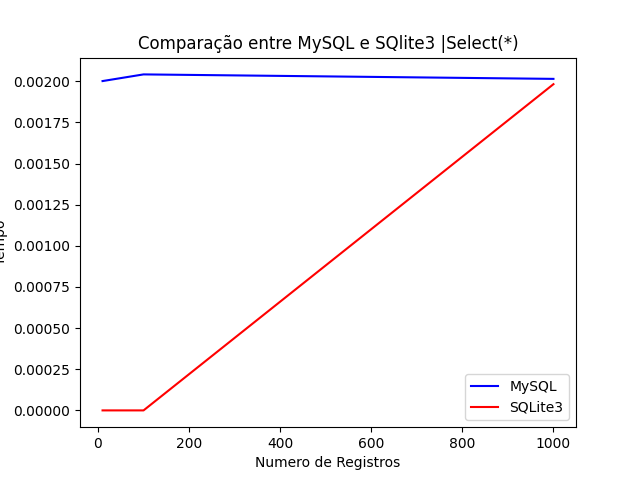 Comparação entre MySQL e SQlite3 |Select(*)
0.00200
0.00175
0.00150
0.00125
0.00100
0.00075
0.00050
0.00025
0.00000
Tempo
0 200 400 600 800 1000
Numero de Registros
MySQL
SQLite3